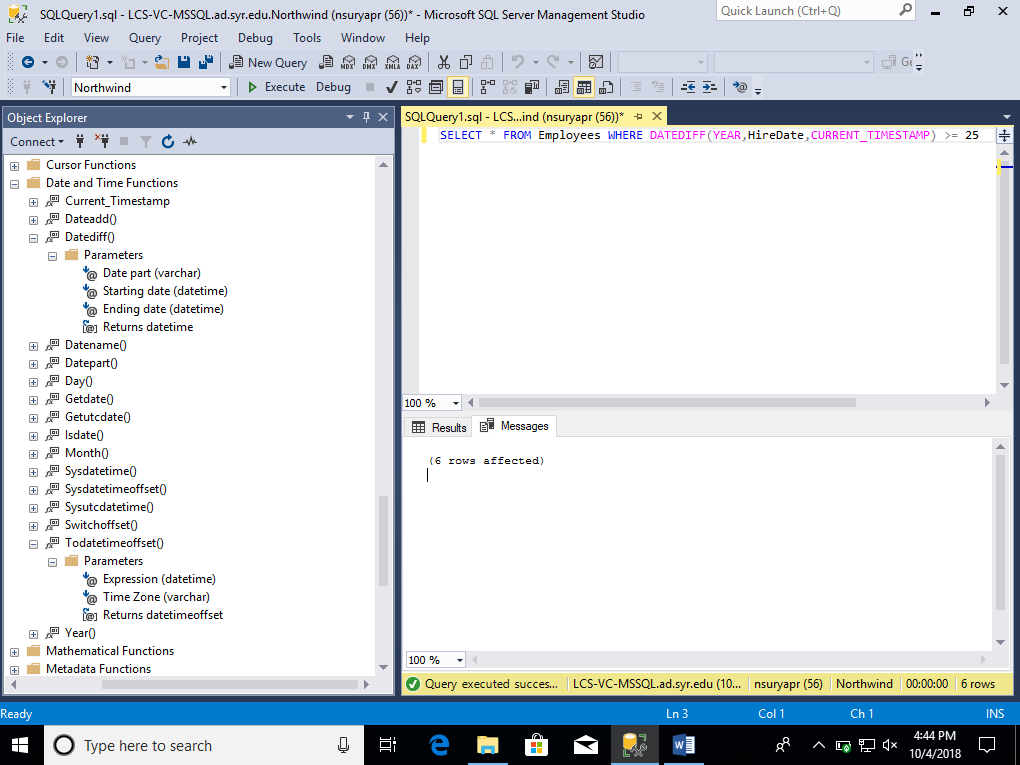 SQLQuery1.sql - LCS-VC-MSSQL.ad.syr.edu.Northwind (nsuryapr (56))* - Microsoft SQL Server Management Studio
Quick Launch (Ctrl+Q)
File Edit View Query Project Debug Tools Window Help
New Query
MDX DMX XMLA DAX
Northwind
Execute Debug
Object Explorer
SQLQuery1.sql - LCS...ind (nsuryapr (56))*
Connect
SELECT * FROM Employees WHERE DATEDIFF(YEAR,HireDate,CURRENT_TIMESTAMP) >= 25
Cursor Functions
Date and Time Functions
Current_Timestamp
Dateadd()
Datediff()
Parameters
Date part (varchar)
Starting date (datetime)
Ending date (datetime)
Returns datetime
Datename()
Datepart()
Day()
Getdate()
Getutcdate()
Isdate()
Month()
Sysdatetime()
Sysdatetimeoffset()
Sysutcdatetime()
Switchoffset()
Todatetimeoffset()
Parameters
Expression (datetime)
Time Zone (varchar)
Returns datetimeoffset
Year()
Mathematical Functions
Metadata Functions
100 %
Results Messages
(6 rows affected)
100 %
Query executed succes... LCS-VC-MSSQL.ad.syr.edu (10... nsuryapr (56) Northwind 00:00:00 6 rows
Ready Ln 3 Col 1 Ch 1 INS
Type here to search
4:44 PM
10/4/2018